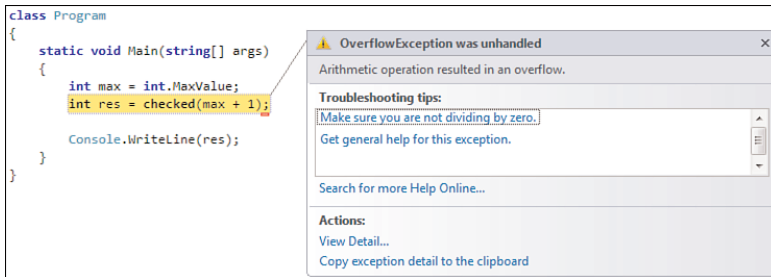 class Program
{
static void Main(string[] args)
{
int max = int.MaxValue;
int res = checked(max + 1);
Console.WriteLine(res);
}
}
OverflowException was unhandled
Arithmetic operation resulted in an overflow.
Troubleshooting tips:
Make sure you are not dividing by zero.
Get general help for this exception.
Search for more Help Online...
Actions:
View Detail...
Copy exception detail to the clipboard